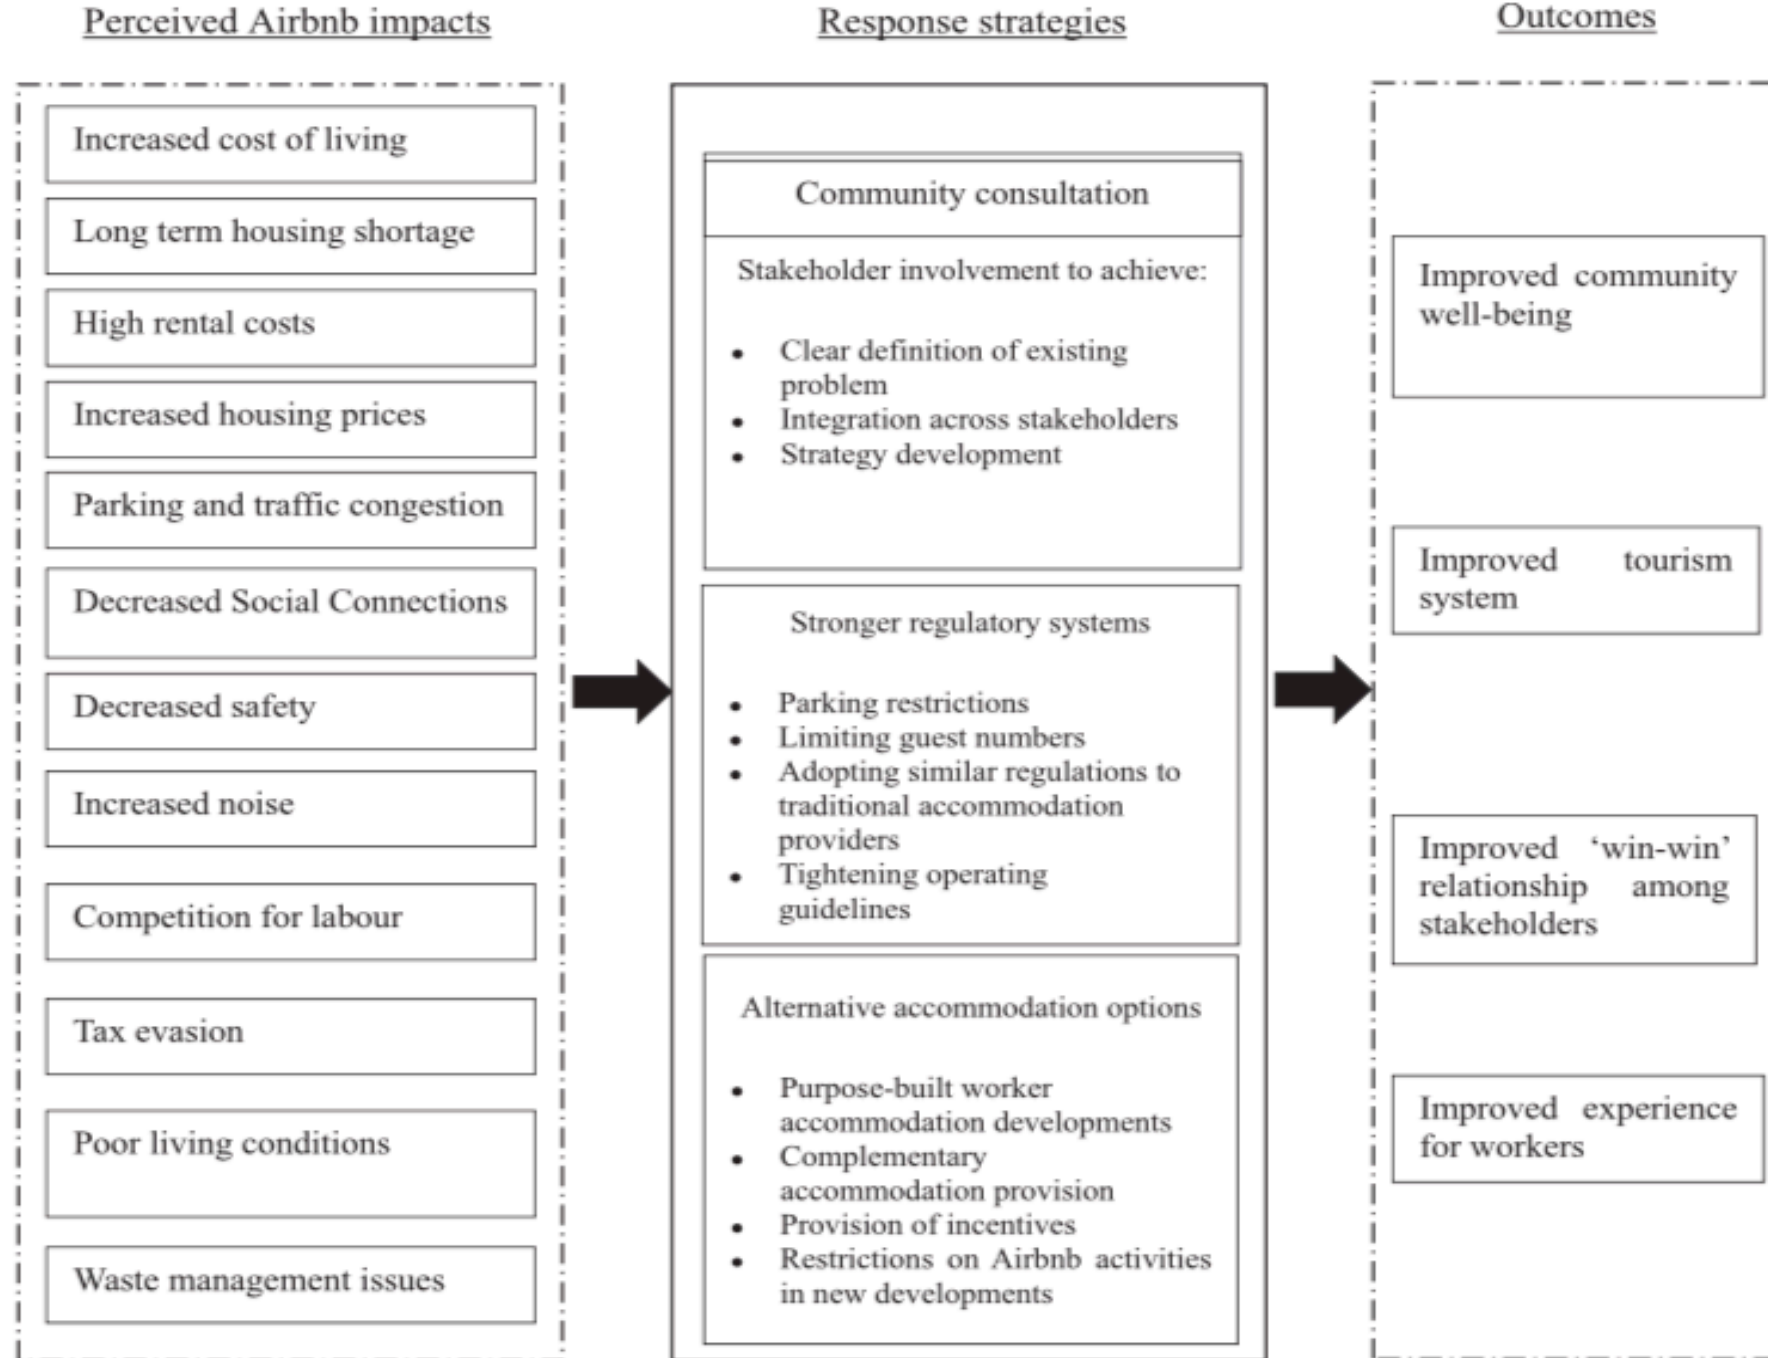 Perceived Airbnb impacts
Increased cost of living
Long term housing shortage
High rental costs
Increased housing prices
Parking and traffic congestion
Decreased Social Connections
Decreased safety
Increased noise
Competition for labour
Tax evasion
Poor living conditions
Waste management issues
Response strategies
Community consultation
Stakeholder involvement to achieve:
• Clear definition of existing
problem
• Integration across stakeholders
• Strategy development
Stronger regulatory systems
• Parking restrictions
• Limiting guest numbers
• Adopting similar regulations to
traditional accommodation
providers
• Tightening operating
guidelines
Alternative accommodation options
• Purpose-built worker
accommodation developments
• Complementary
accommodation provision
• Provision of incentives
• Restrictions on Airbnb activities
in new developments
Outcomes
Improved community
well-being
Improved tourism
system
Improved ‘win-win’
relationship among
stakeholders
Improved experience
for workers